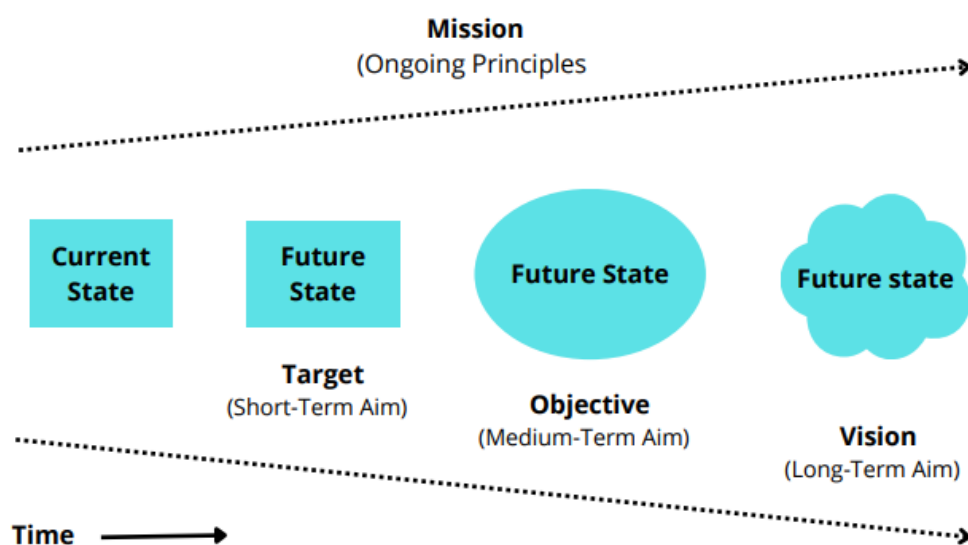 Mission
(Ongoing Principles
Current
State
Future
State
Future State
Future state
Target
(Short-Term Aim)
Objective
(Medium-Term Aim)
Vision
(Long-Term Aim)
Time